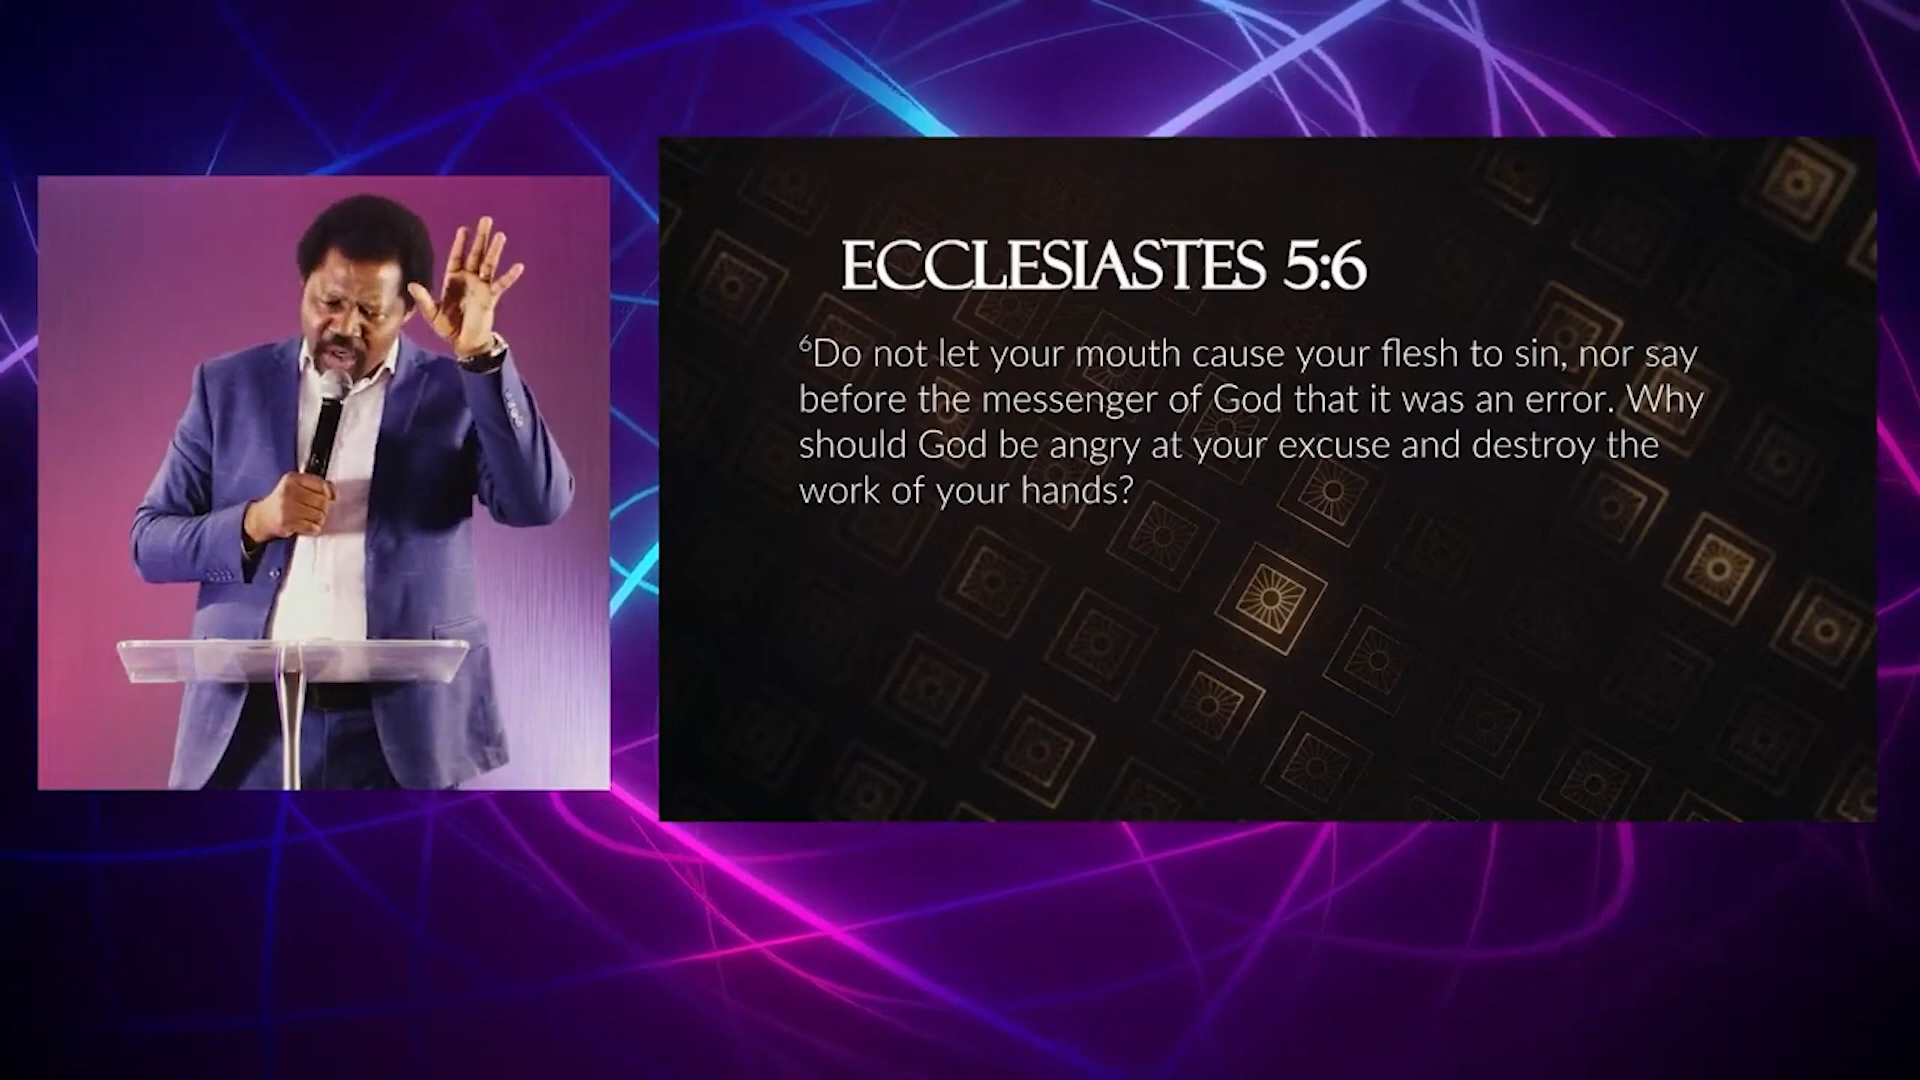 ECCLESIASTES 5:6
⁶Do not let your mouth cause your flesh to sin, nor say
before the messenger of God that it was an error. Why
should God be angry at your excuse and destroy the
work of your hands?